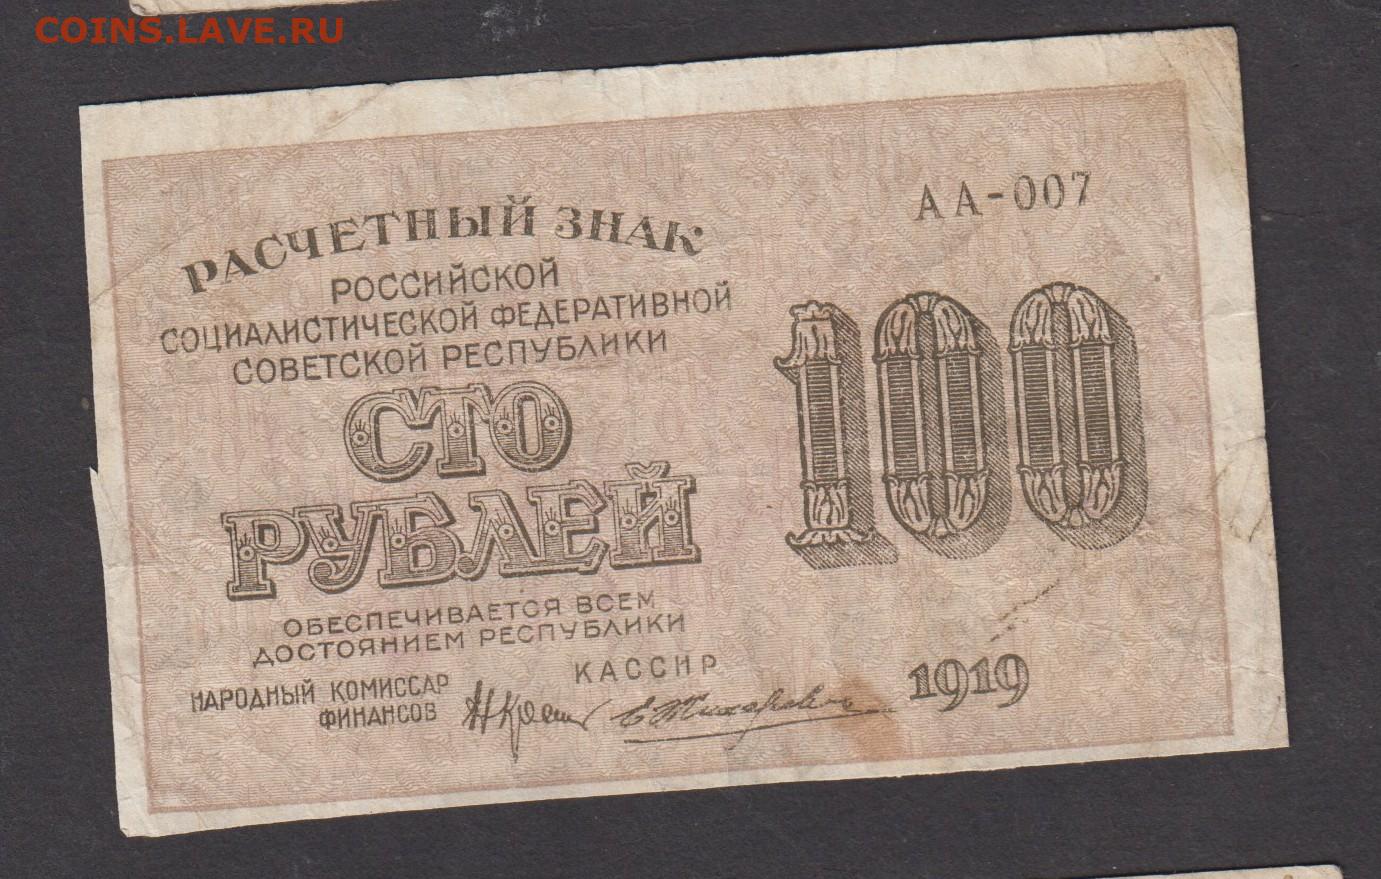 COINS.LAVE.RU
АА-007
РАСЧЕТНЫЙ ЗНАК
РОССИЙСКОЙ
СОЦИАЛИСТИЧЕСКОЙ ФЕДЕРАТИВНОЙ
СОВЕТСКОЙ РЕСПУБЛИКИ
СТО
РУБЛЕЙ
100
ОБЕСПЕЧИВАЕТСЯ ВСЕМ
ДОСТОЯНИЕМ РЕСПУБЛИКИ
НАРОДНЫЙ КОМИССАР
ФИНАНСОВ
КАССИР
1919